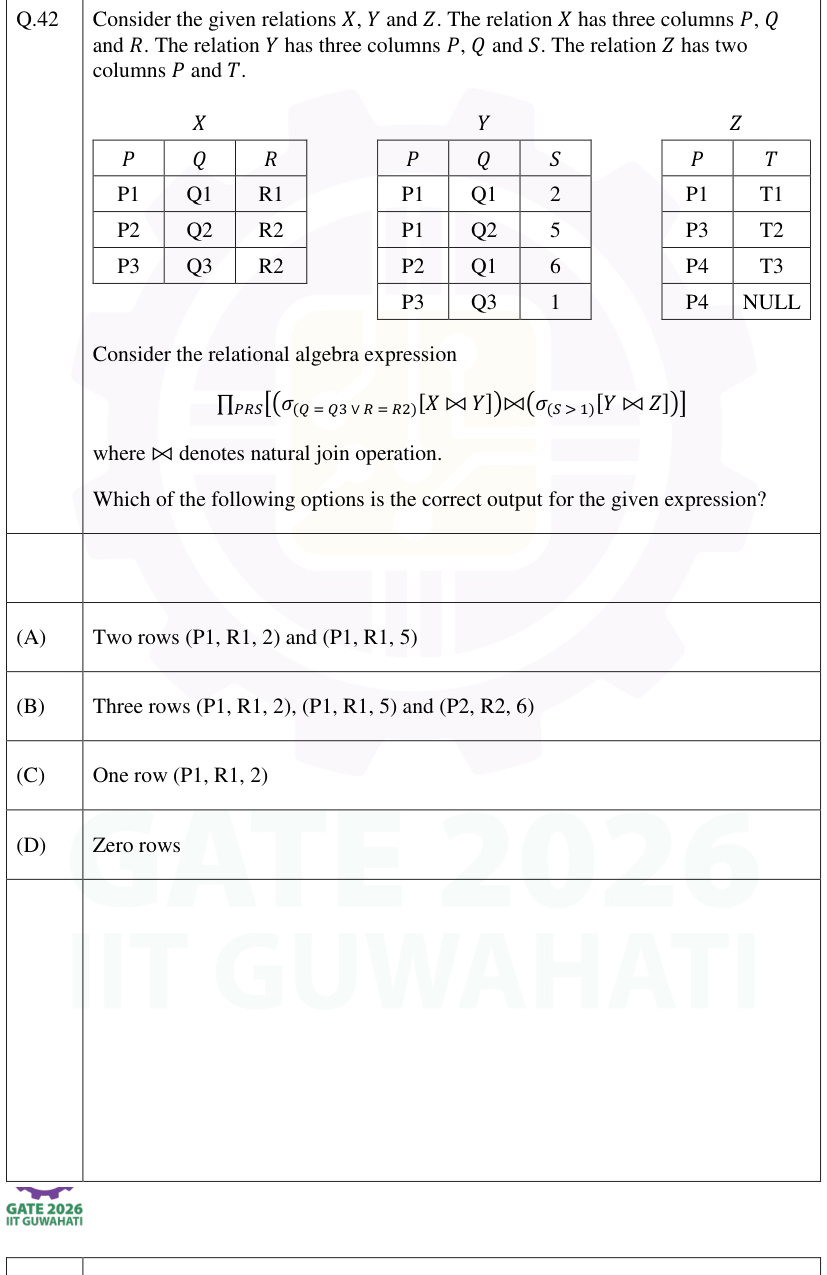 Q.42 Consider the given relations X, Y and Z. The relation X has three columns P, Q
and R. The relation Y has three columns P, Q and S. The relation Z has two
columns P and T.
X Y Z
P Q R P Q S P T
P1 Q1 R1 P1 Q1 2 P1 T1
P2 Q2 R2 P1 Q2 5 P3 T2
P3 Q3 R2 P2 Q1 6 P4 T3
P3 Q3 1 P4 NULL
Consider the relational algebra expression
∏PRS[(σ(Q = Q3 ∨ R = R2)[X ⋈ Y])⋈(σ(S > 1)[Y ⋈ Z])]
where ⋈ denotes natural join operation.
Which of the following options is the correct output for the given expression?
(A) Two rows (P1, R1, 2) and (P1, R1, 5)
(B) Three rows (P1, R1, 2), (P1, R1, 5) and (P2, R2, 6)
(C) One row (P1, R1, 2)
(D) Zero rows
GATE 2026
IIT GUWAHATI
GATE 2026
IIT GUWAHATI